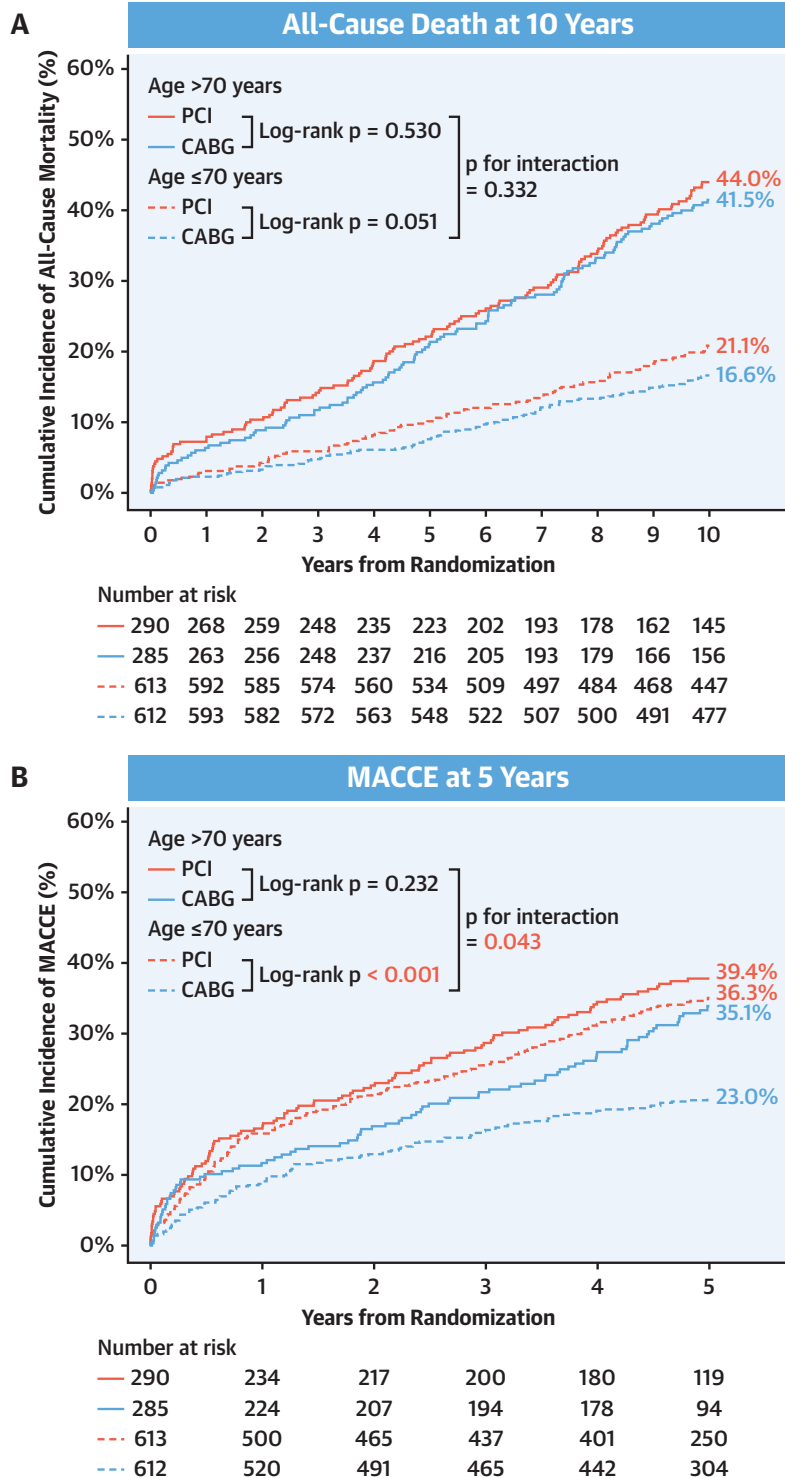 A
All-Cause Death at 10 Years
Cumulative Incidence of All-Cause Mortality (%)
60%
50%
40%
30%
20%
10%
0%
Age >70 years
PCI
CABG
Log-rank p = 0.530
Age ≤70 years
PCI
CABG
Log-rank p = 0.051
p for interaction
= 0.332
44.0%
41.5%
21.1%
16.6%
0 1 2 3 4 5 6 7 8 9 10
Years from Randomization
Number at risk
290 268 259 248 235 223 202 193 178 162 145
285 263 256 248 237 216 205 193 179 166 156
613 592 585 574 560 534 509 497 484 468 447
612 593 582 572 563 548 522 507 500 491 477
B
MACCE at 5 Years
Cumulative Incidence of MACCE (%)
60%
50%
40%
30%
20%
10%
0%
Age >70 years
PCI
CABG
Log-rank p = 0.232
Age ≤70 years
PCI
CABG
Log-rank p < 0.001
p for interaction
= 0.043
39.4%
36.3%
35.1%
23.0%
0 1 2 3 4 5
Years from Randomization
Number at risk
290 234 217 200 180 119
285 224 207 194 178 94
613 500 465 437 401 250
612 520 491 465 442 304